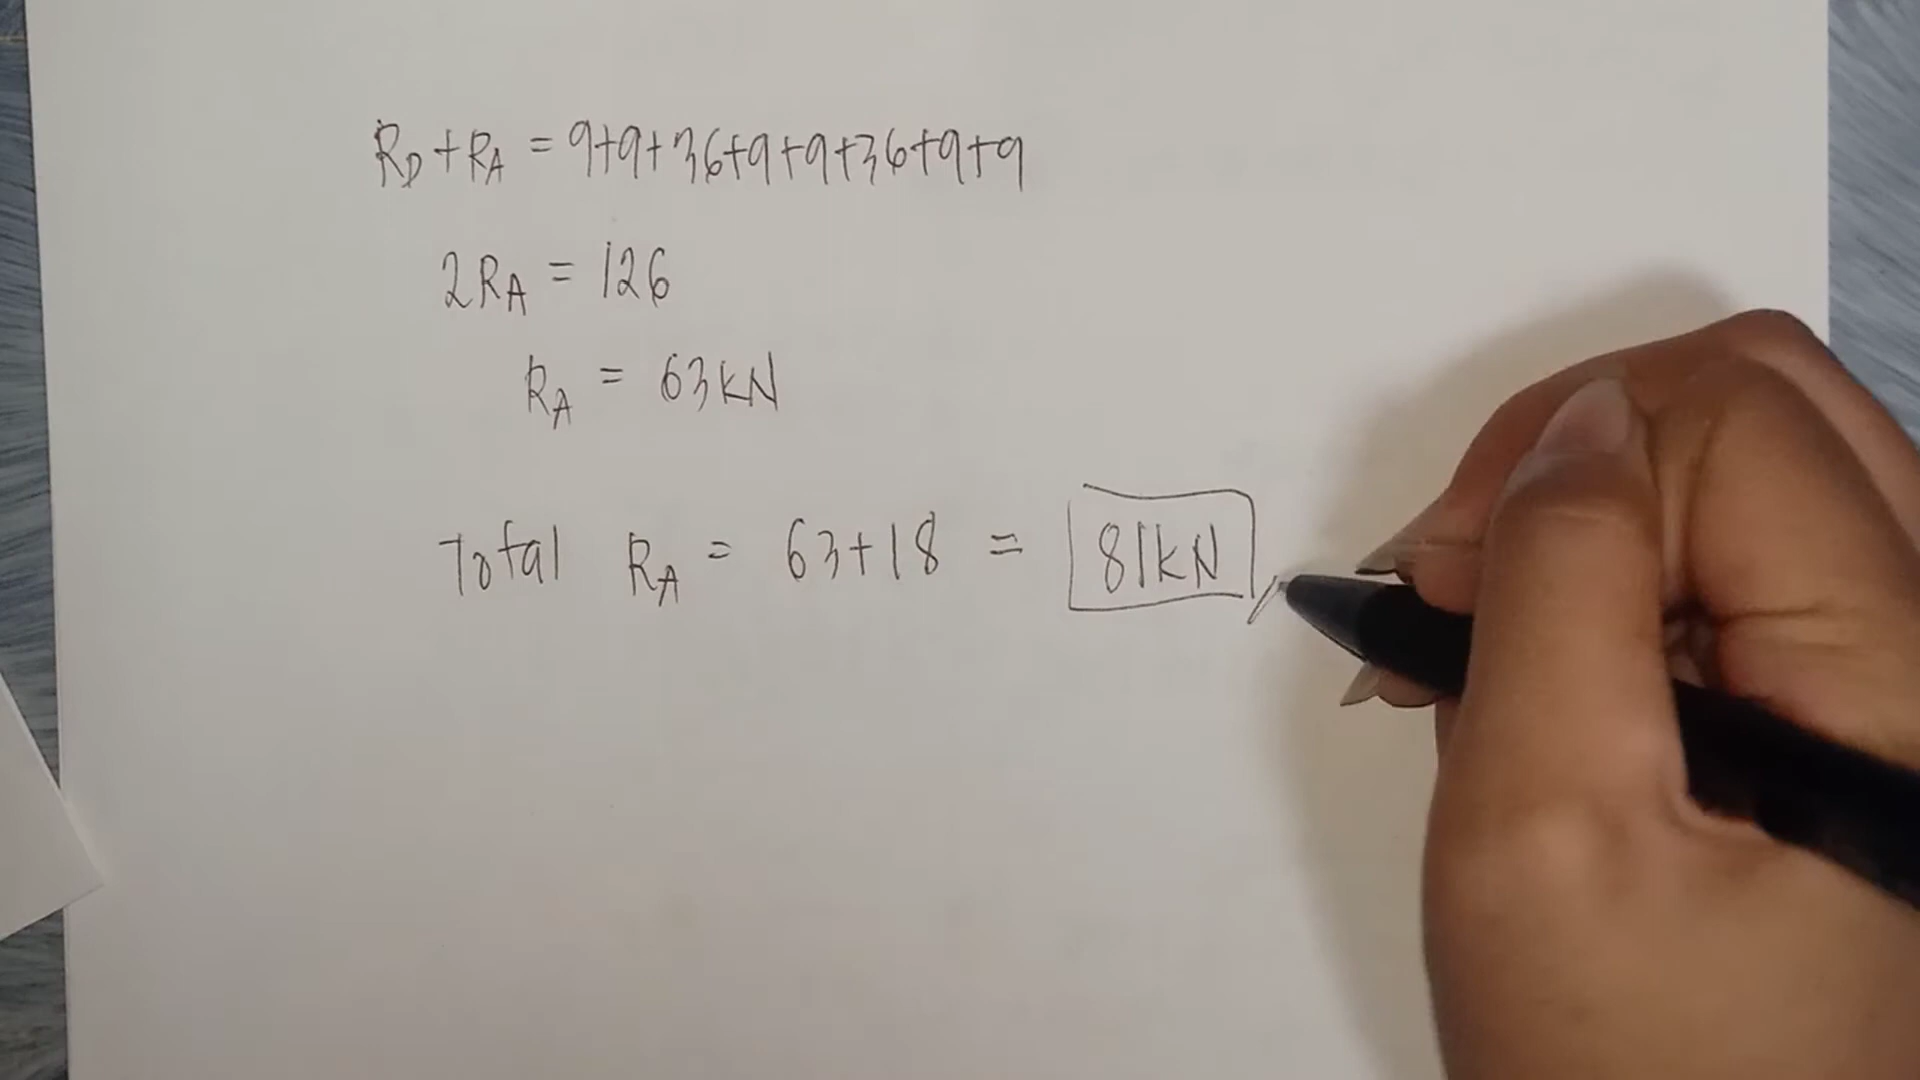 RD + RA = 9+9+36+9+9+36+9+9
2RA = 126
RA = 63kN
Total RA = 63+18 = 81kN